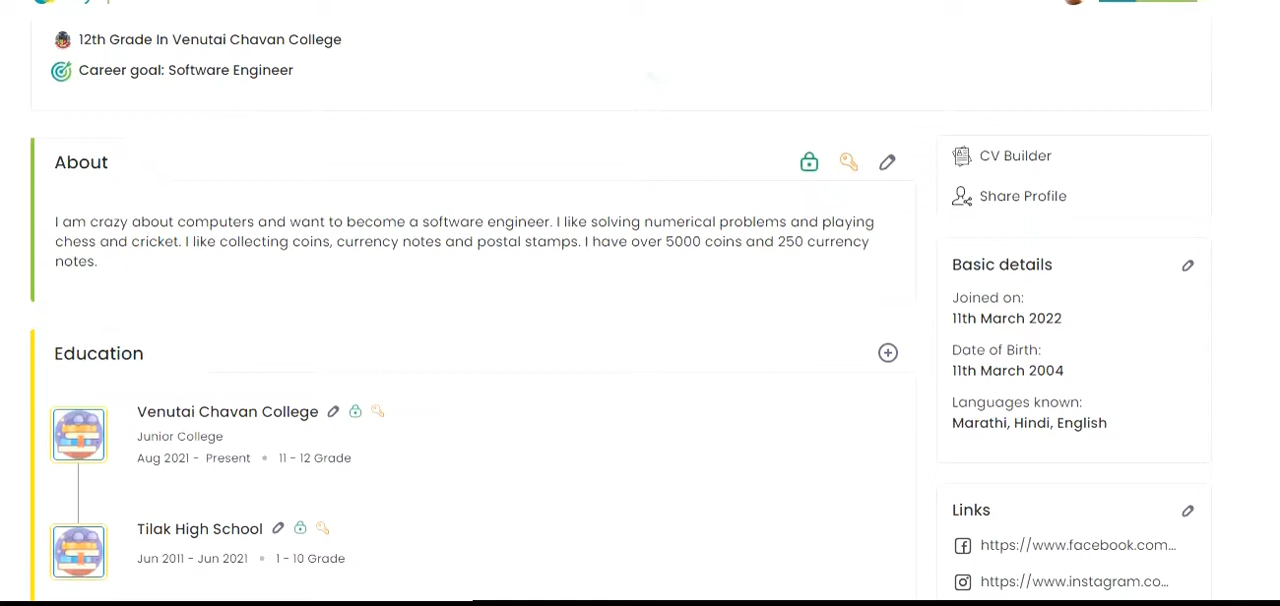 12th Grade In Venutai Chavan College
Career goal: Software Engineer
About
I am crazy about computers and want to become a software engineer. I like solving numerical problems and playing
chess and cricket. I like collecting coins, currency notes and postal stamps. I have over 5000 coins and 250 currency
notes.
Education
Venutai Chavan College
Junior College
Aug 2021 - Present • 11 - 12 Grade
Tilak High School
Jun 2011 - Jun 2021 • 1 - 10 Grade
CV Builder
Share Profile
Basic details
Joined on:
11th March 2022
Date of Birth:
11th March 2004
Languages known:
Marathi, Hindi, English
Links
https://www.facebook.com...
https://www.instagram.co...